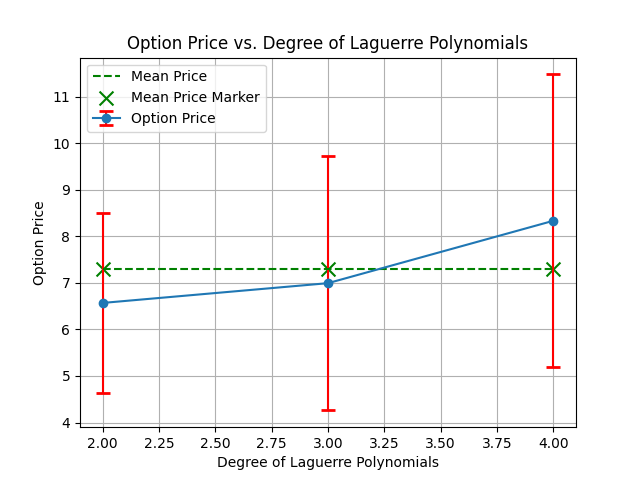 Option Price vs. Degree of Laguerre Polynomials
Mean Price
Mean Price Marker
Option Price
11
10
9
8
7
6
5
4
Option Price
2.00 2.25 2.50 2.75 3.00 3.25 3.50 3.75 4.00
Degree of Laguerre Polynomials